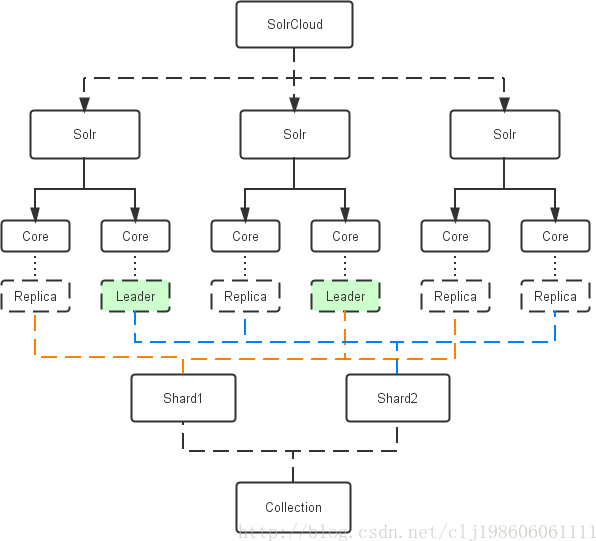 SolrCloud
Solr Solr Solr
Core Core Core Core Core Core
Replica Leader Replica Leader Replica Replica
Shard1 Shard2
Collection
http://blog.csdn.net/clj198606061111